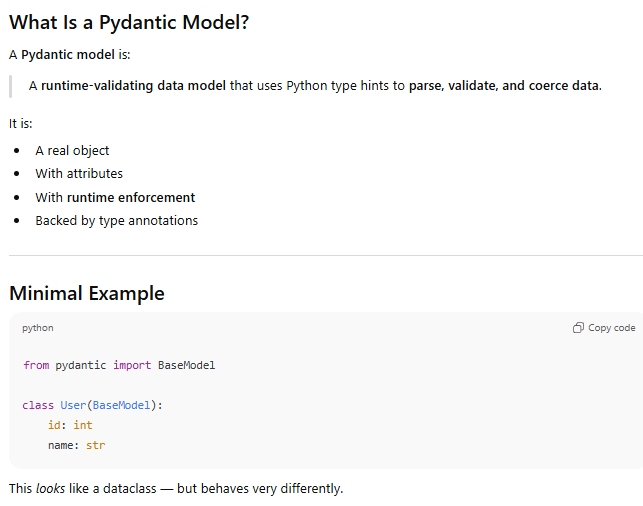 What Is a Pydantic Model?
A Pydantic model is:
A runtime-validating data model that uses Python type hints to parse, validate, and coerce data.
It is:
• A real object
• With attributes
• With runtime enforcement
• Backed by type annotations
Minimal Example
python
Copy code
from pydantic import BaseModel
class User(BaseModel):
    id: int
    name: str
This looks like a dataclass — but behaves very differently.